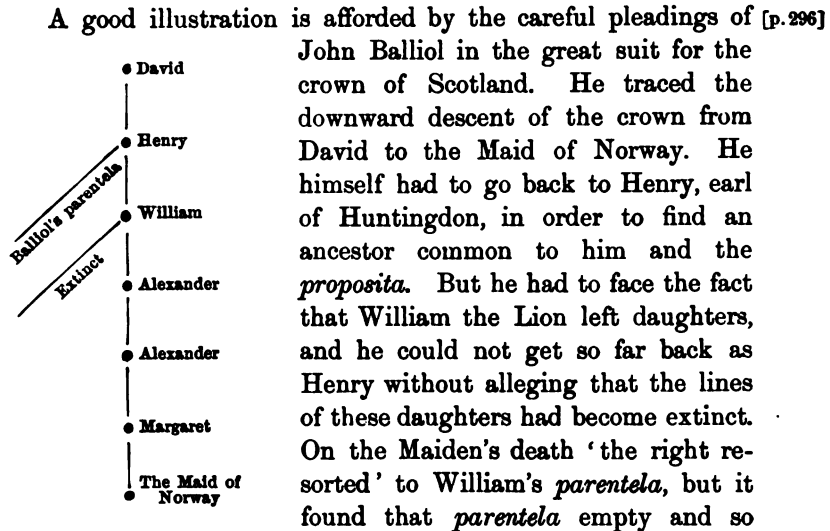 A good illustration is afforded by the careful pleadings of [p. 296]
John Balliol in the great suit for the
crown of Scotland. He traced the
downward descent of the crown from
David to the Maid of Norway. He
himself had to go back to Henry, earl
of Huntingdon, in order to find an
ancestor common to him and the
proposita. But he had to face the fact
that William the Lion left daughters,
and he could not get so far back as
Henry without alleging that the lines
of these daughters had become extinct.
On the Maiden's death ‘the right re-
sorted’ to William's parentela, but it
found that parentela empty and so
David
Henry
Balliol's parentela
William
Extinct
Alexander
Alexander
Margaret
The Maid of
Norway